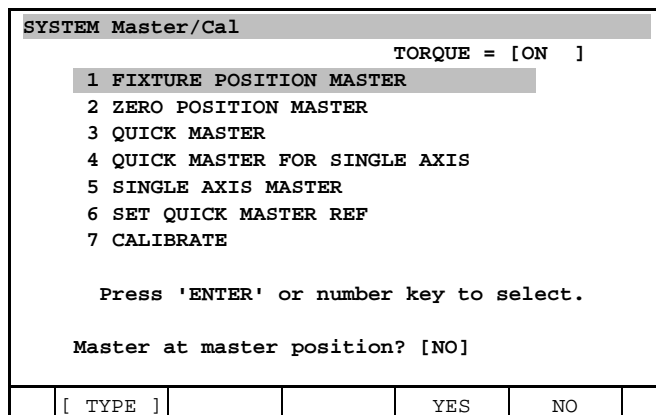 SYSTEM Master/Cal
TORQUE = [ON ]
1 FIXTURE POSITION MASTER
2 ZERO POSITION MASTER
3 QUICK MASTER
4 QUICK MASTER FOR SINGLE AXIS
5 SINGLE AXIS MASTER
6 SET QUICK MASTER REF
7 CALIBRATE
Press 'ENTER' or number key to select.
Master at master position? [NO]
[ TYPE ] YES NO